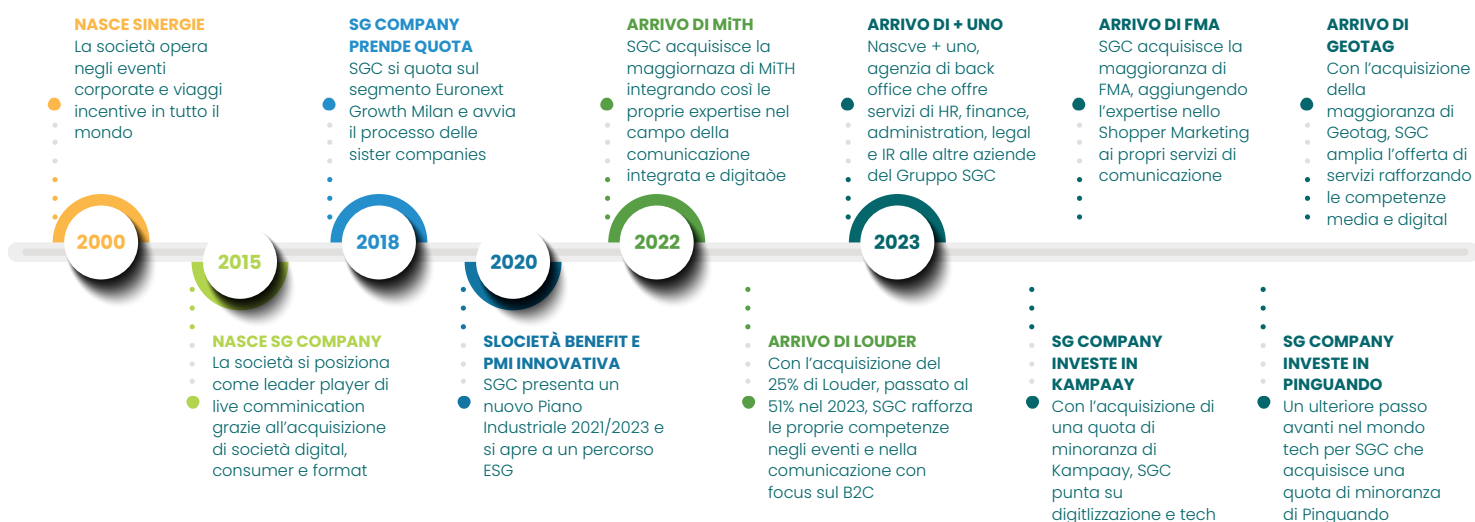 NASCE SINERGIE
La società opera
negli eventi
corporate e viaggi
incentive in tutto il
mondo
SG COMPANY
PRENDE QUOTA
SGC si quota sul
segmento Euronext
Growth Milan e avvia
il processo delle
sister companies
ARRIVO DI MiTH
SGC acquisisce la
maggiornaza di MiTH
integrando così le
proprie expertise nel
campo della
comunicazione
integrata e digitaòe
ARRIVO DI + UNO
Nascve + uno,
agenzia di back
office che offre
servizi di HR, finance,
administration, legal
e IR alle altre aziende
del Gruppo SGC
ARRIVO DI FMA
SGC acquisisce la
maggioranza di
FMA, aggiungendo
l’expertise nello
Shopper Marketing
ai propri servizi di
comunicazione
ARRIVO DI
GEOTAG
Con l’acquisizione
della
maggioranza di
Geotag, SGC
amplia l’offerta di
servizi rafforzando
le competenze
media e digital
2000
2015
2018
2020
2022
2023
NASCE SG COMPANY
La società si posiziona
come leader player di
live comminication
grazie all’acquisizione
di società digital,
consumer e format
SLOCIETÀ BENEFIT E
PMI INNOVATIVA
SGC presenta un
nuovo Piano
Industriale 2021/2023 e
si apre a un percorso
ESG
ARRIVO DI LOUDER
Con l’acquisizione del
25% di Louder, passato al
51% nel 2023, SGC rafforza
le proprie competenze
negli eventi e nella
comunicazione con
focus sul B2C
SG COMPANY
INVESTE IN
KAMPAAY
Con l’acquisizione di
una quota di
minoranza di
Kampaay, SGC
punta su
digitlizzazione e tech
SG COMPANY
INVESTE IN
PINGUANDO
Un ulteriore passo
avanti nel mondo
tech per SGC che
acquisisce una
quota di minoranza
di Pinguando